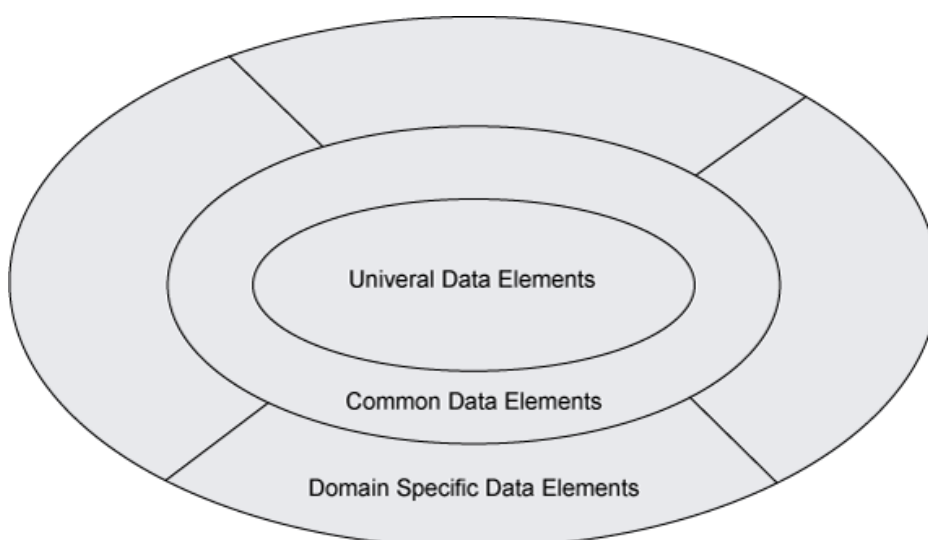 Univeral Data Elements
Common Data Elements
Domain Specific Data Elements